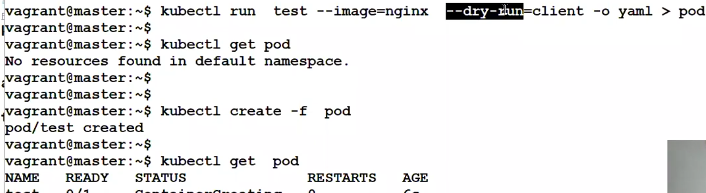 vagrant@master:~$ kubectl run  test --image=nginx  --dry-run=client -o yaml > pod
vagrant@master:~$
vagrant@master:~$ kubectl get pod
No resources found in default namespace.
vagrant@master:~$
vagrant@master:~$
vagrant@master:~$ kubectl create -f  pod
pod/test created
vagrant@master:~$
vagrant@master:~$ kubectl get  pod
NAME   READY   STATUS              RESTARTS   AGE
test   0/1     ContainerCreating   0          6s